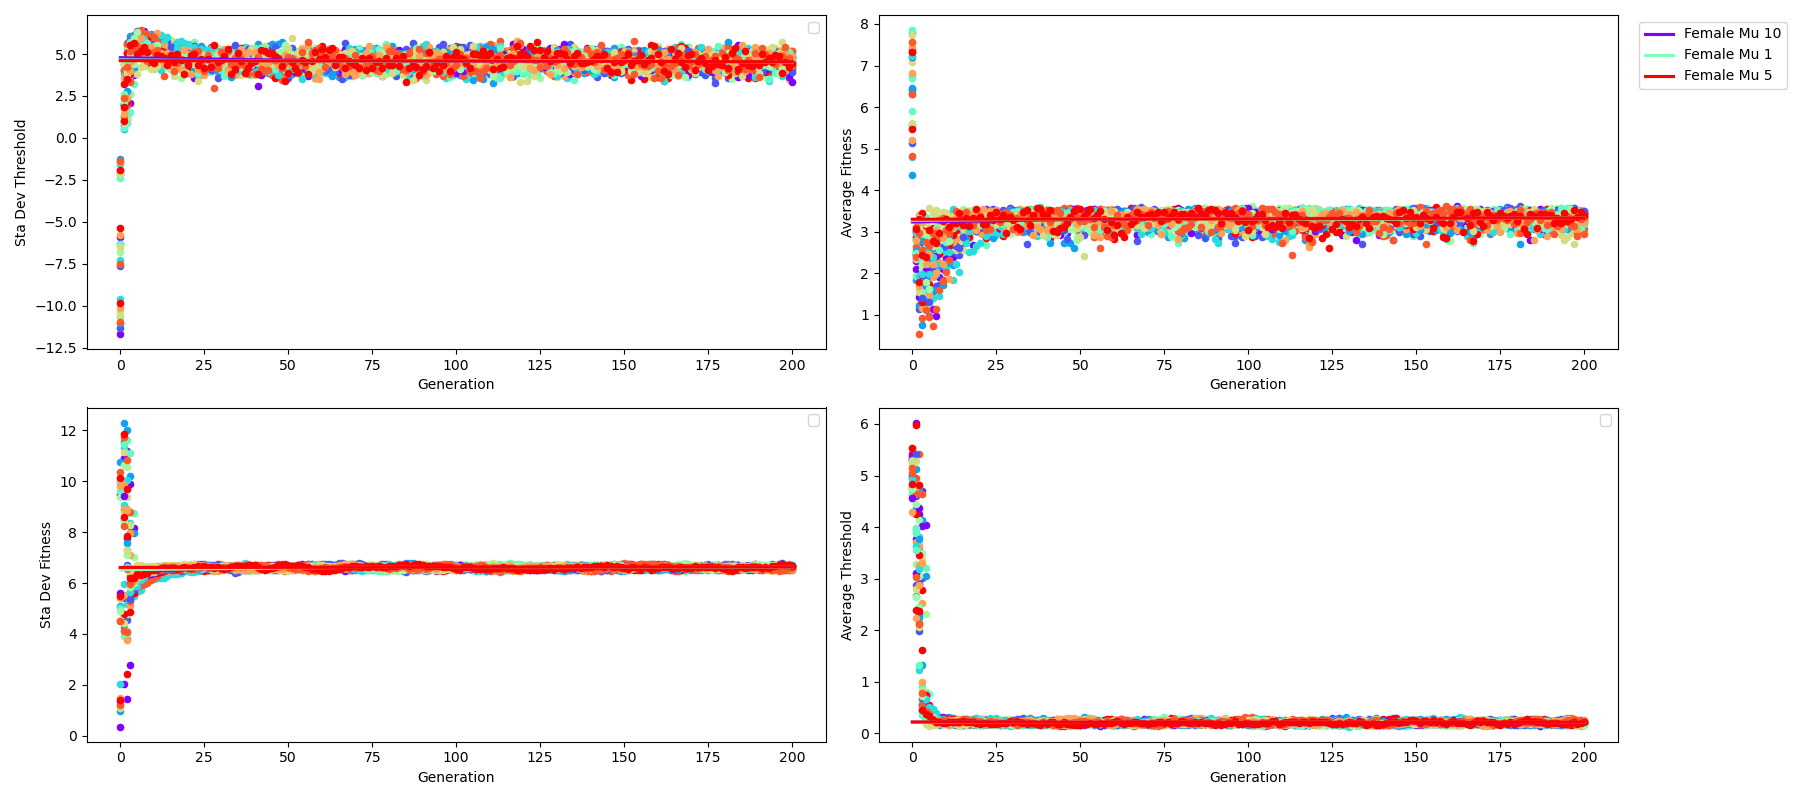 Sta Dev Threshold
5.0
2.5
0.0
−2.5
−5.0
−7.5
−10.0
−12.5
0 25 50 75 100 125 150 175 200
Generation
Average Fitness
8
7
6
5
4
3
2
1
0 25 50 75 100 125 150 175 200
Generation
Female Mu 10
Female Mu 1
Female Mu 5
Sta Dev Fitness
12
10
8
6
4
2
0
0 25 50 75 100 125 150 175 200
Generation
Average Threshold
6
5
4
3
2
1
0
0 25 50 75 100 125 150 175 200
Generation